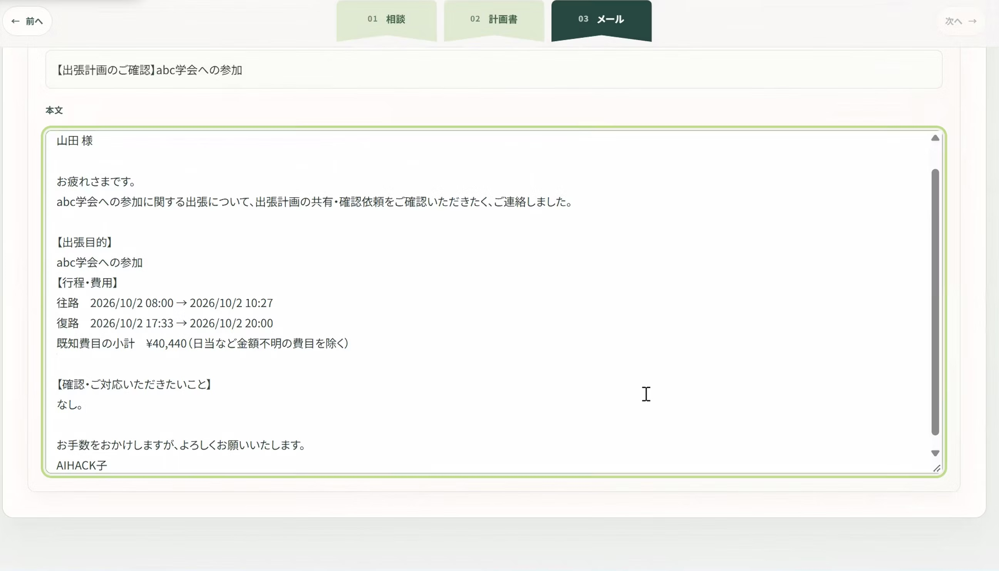 ← 前へ
01 相談
02 計画書
03 メール
次へ →
【出張計画のご確認】abc学会への参加
本文
山田 様
お疲れさまです。
abc学会への参加に関する出張について、出張計画の共有・確認依頼をご確認いただきたく、ご連絡しました。
【出張目的】
abc学会への参加
【行程・費用】
往路　2026/10/2 08:00 → 2026/10/2 10:27
復路　2026/10/2 17:33 → 2026/10/2 20:00
既知費目の小計　¥40,440（日当など金額不明の費目を除く）
【確認・ご対応いただきたいこと】
なし。
お手数をおかけしますが、よろしくお願いいたします。
AIHACK子